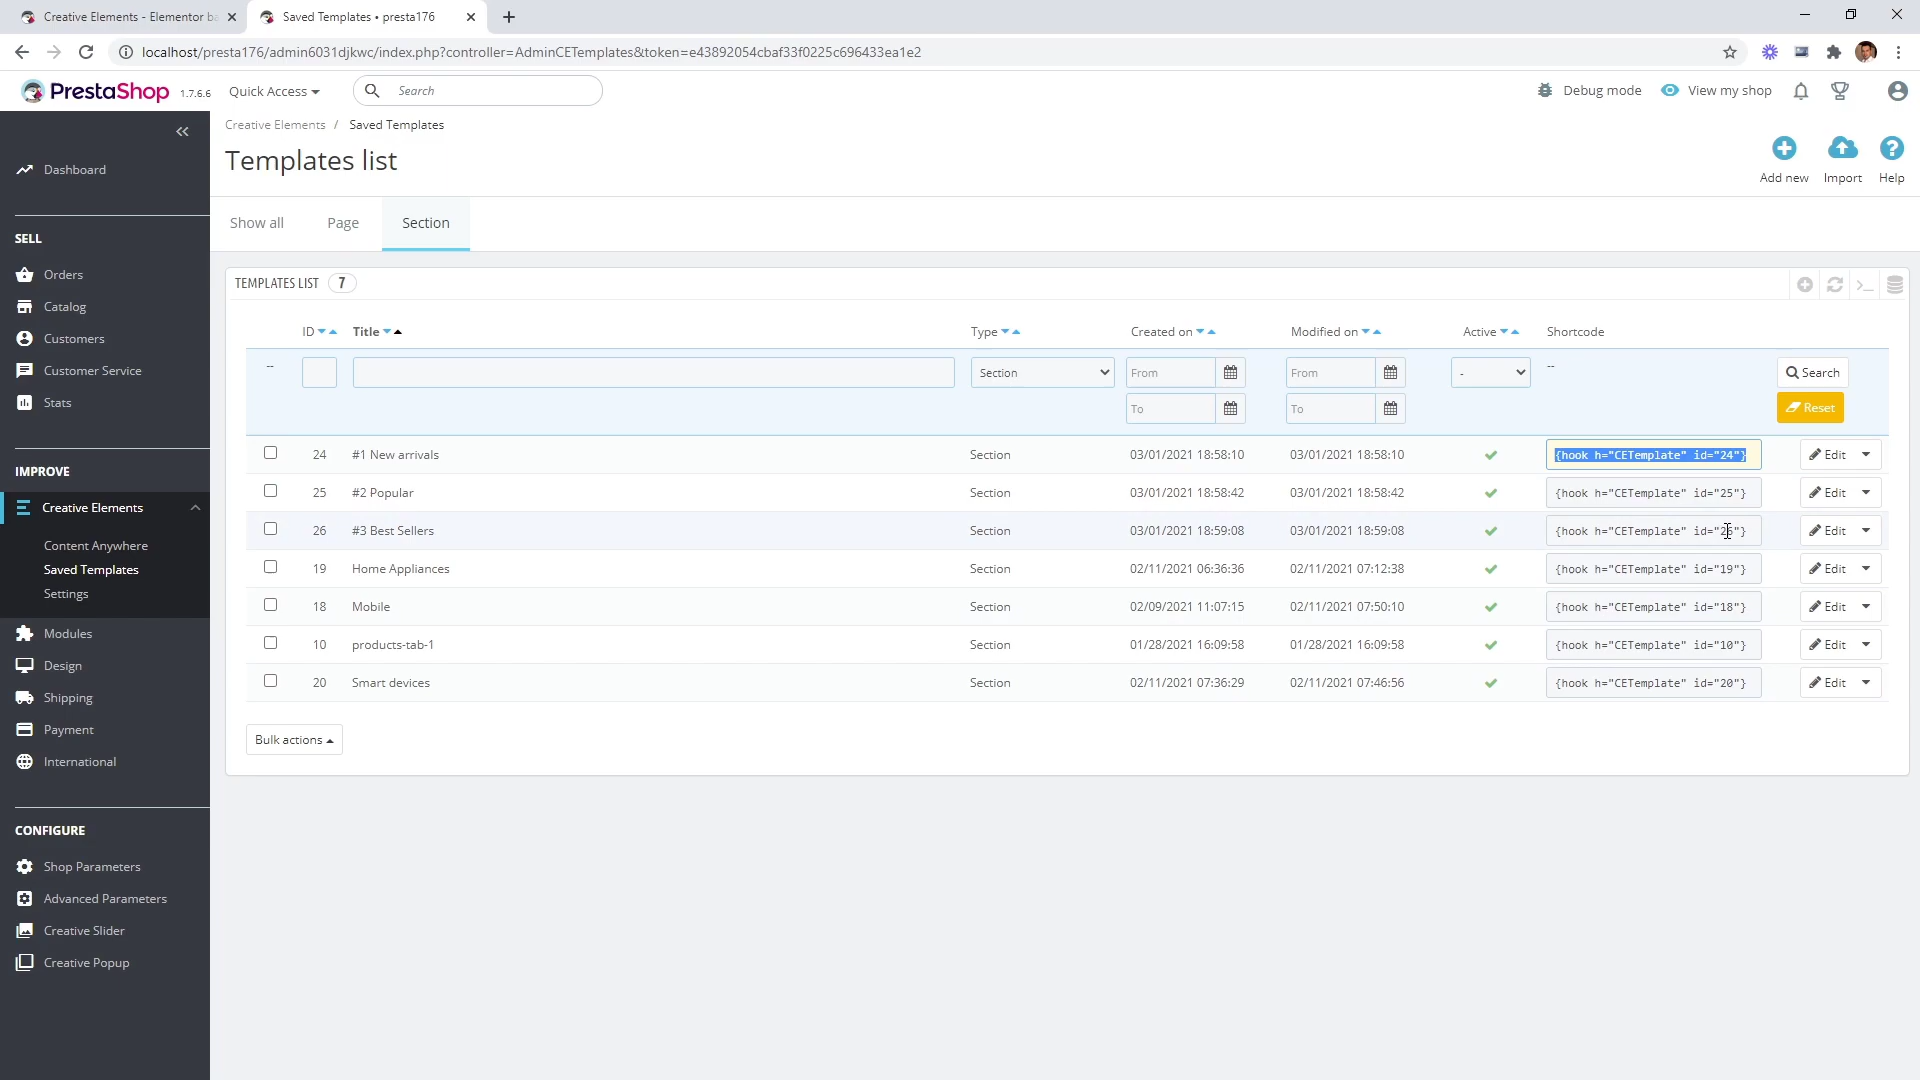 Creative Elements - Elementor ba
Saved Templates • presta176
localhost/presta176/admin6031djkwc/index.php?controller=AdminCETemplates&token=e43892054cbaf33f0225c696433ea1e2
PrestaShop 1.7.6.6 Quick Access Search Debug mode View my shop
Creative Elements / Saved Templates
Templates list
Add new Import Help
Show all Page Section
Dashboard
SELL
Orders
Catalog
Customers
Customer Service
Stats
IMPROVE
Creative Elements
Content Anywhere
Saved Templates
Settings
Modules
Design
Shipping
Payment
International
CONFIGURE
Shop Parameters
Advanced Parameters
Creative Slider
Creative Popup
TEMPLATES LIST 7
ID Title Type Created on Modified on Active Shortcode
-- Section From From - -- Search
To To Reset
24 #1 New arrivals Section 03/01/2021 18:58:10 03/01/2021 18:58:10 {hook h="CETemplate" id="24"} Edit
25 #2 Popular Section 03/01/2021 18:58:42 03/01/2021 18:58:42 {hook h="CETemplate" id="25"} Edit
26 #3 Best Sellers Section 03/01/2021 18:59:08 03/01/2021 18:59:08 {hook h="CETemplate" id="26"} Edit
19 Home Appliances Section 02/11/2021 06:36:36 02/11/2021 07:12:38 {hook h="CETemplate" id="19"} Edit
18 Mobile Section 02/09/2021 11:07:15 02/11/2021 07:50:10 {hook h="CETemplate" id="18"} Edit
10 products-tab-1 Section 01/28/2021 16:09:58 01/28/2021 16:09:58 {hook h="CETemplate" id="10"} Edit
20 Smart devices Section 02/11/2021 07:36:29 02/11/2021 07:46:56 {hook h="CETemplate" id="20"} Edit
Bulk actions